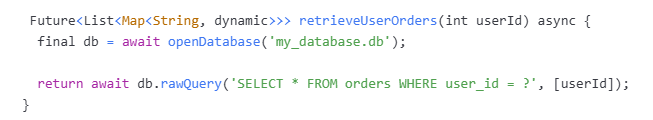 Future<List<Map<String, dynamic>>> retrieveUserOrders(int userId) async {
final db = await openDatabase('my_database.db');
return await db.rawQuery('SELECT * FROM orders WHERE user_id = ?', [userId]);
}